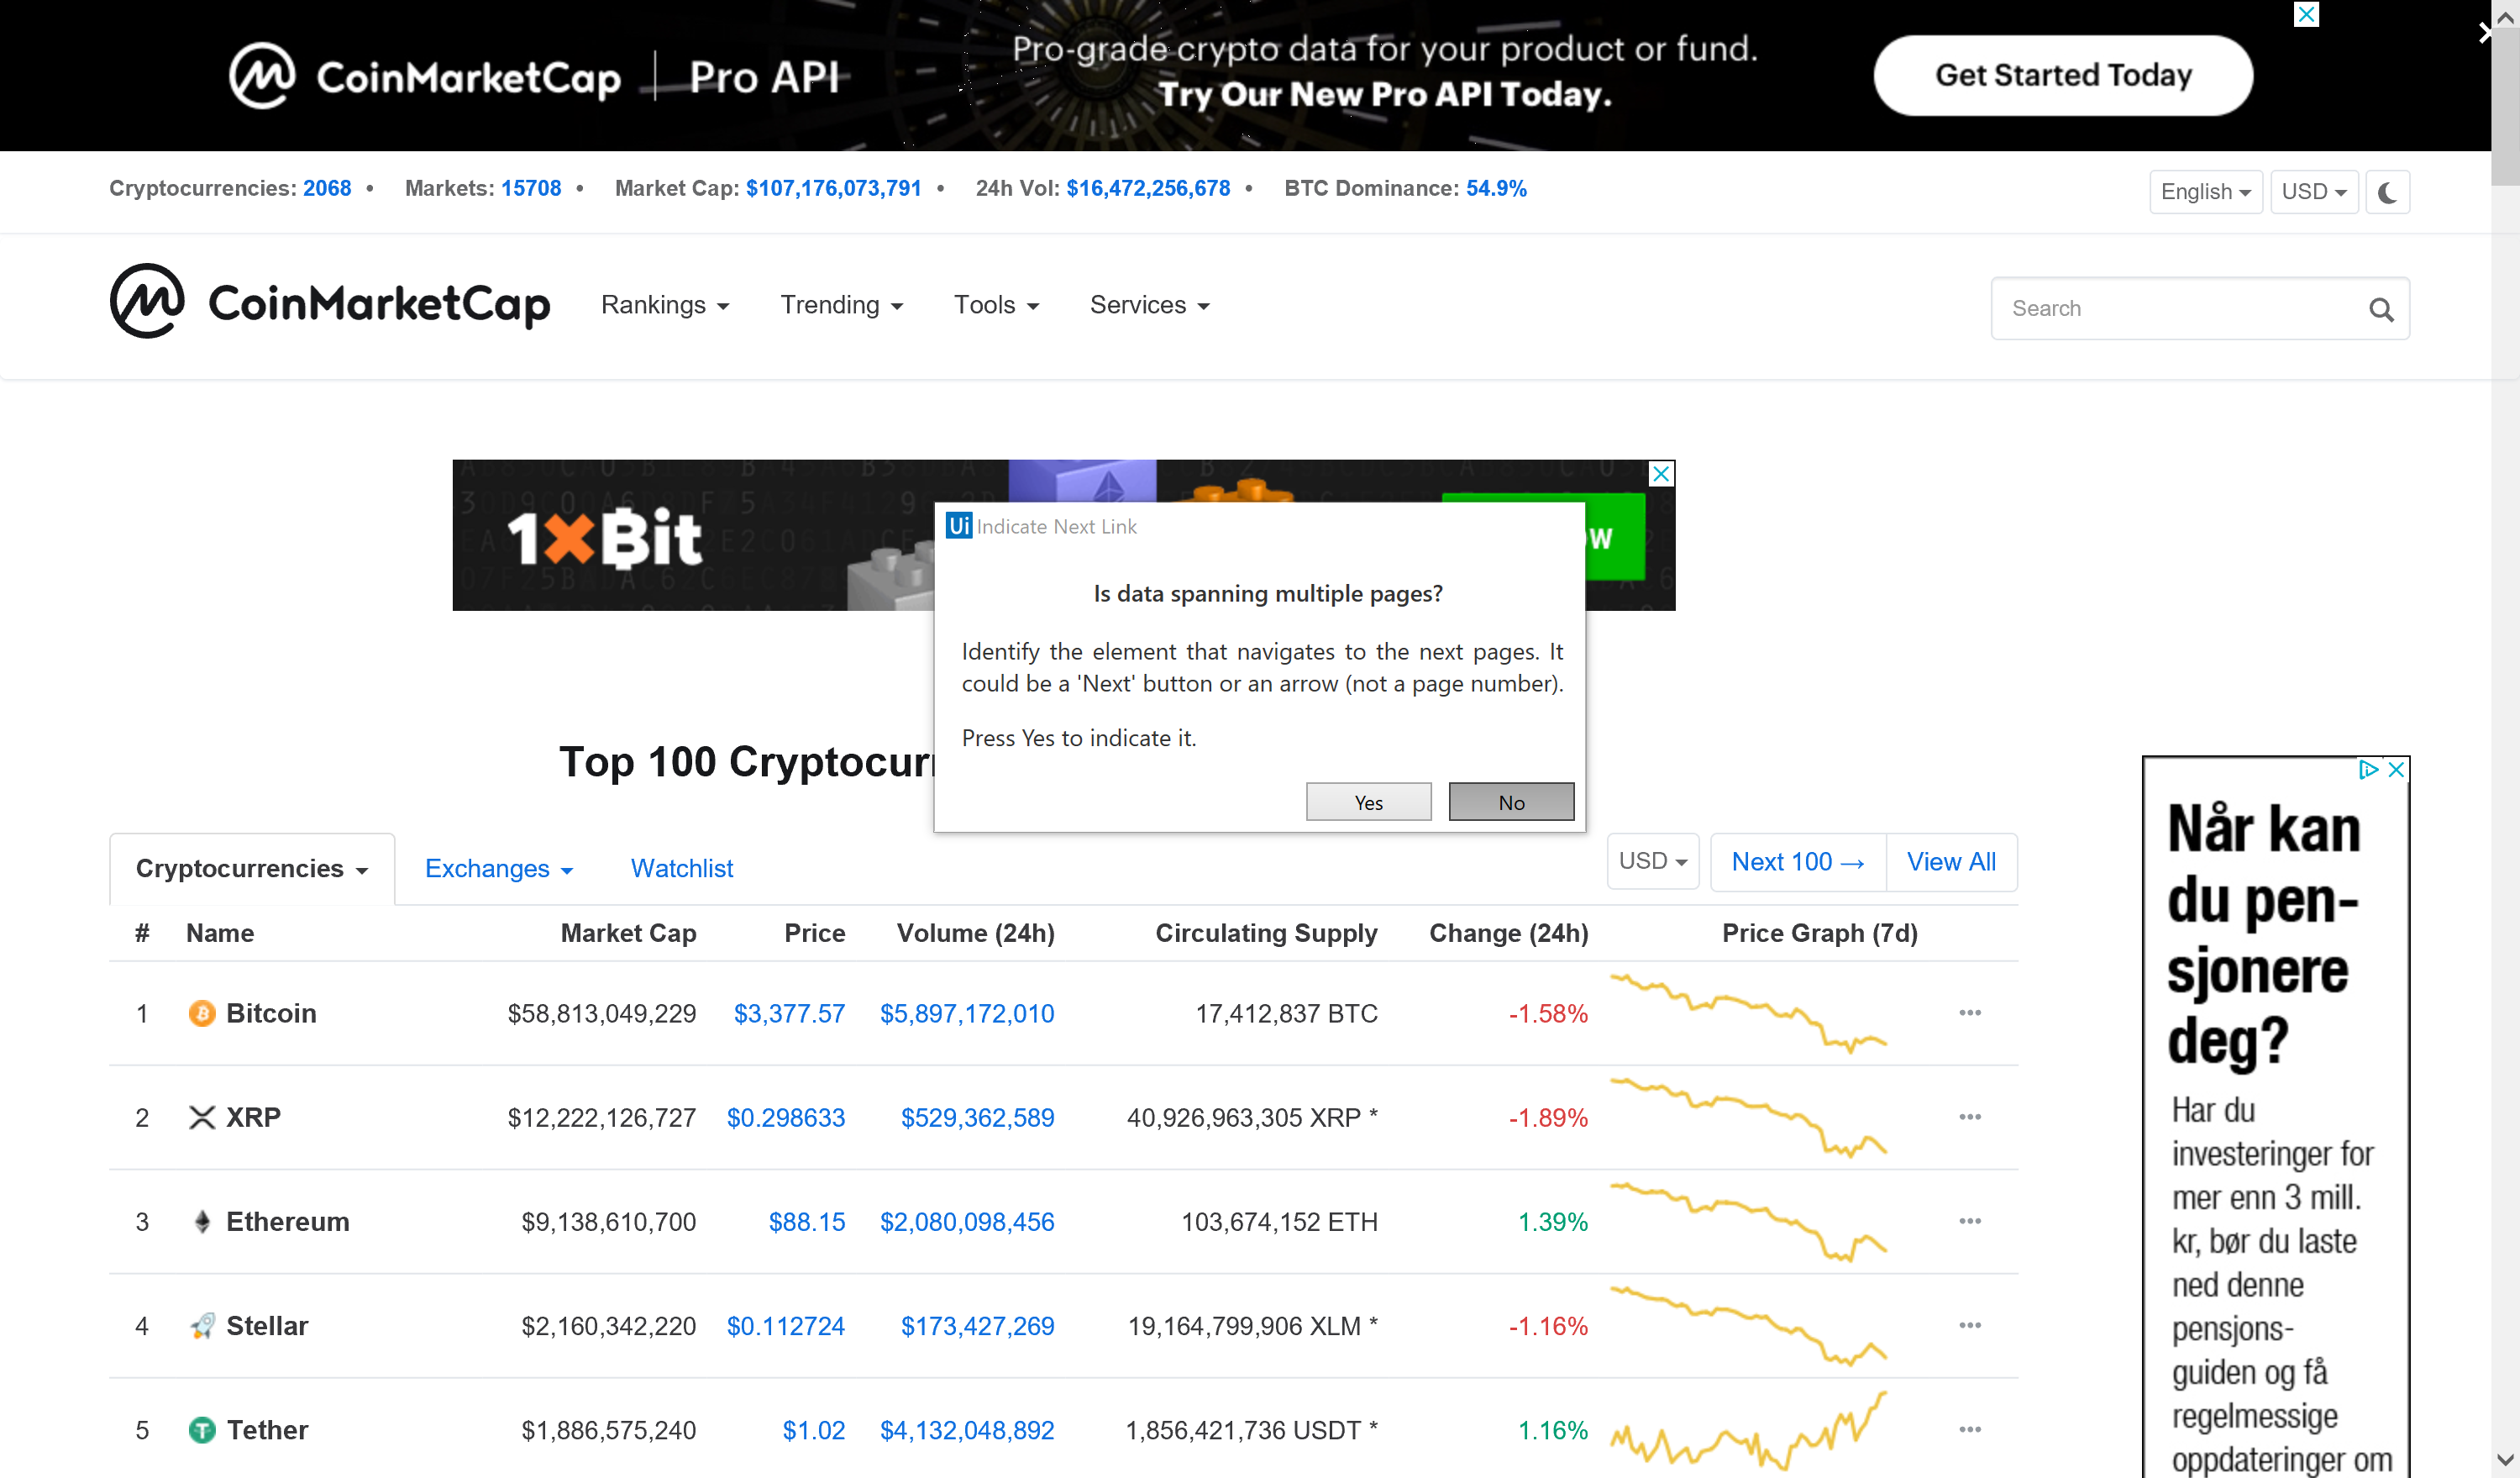 CoinMarketCap | Pro API
Pro-grade crypto data for your product or fund.
Try Our New Pro API Today.
Get Started Today
Cryptocurrencies: 2068 • Markets: 15708 • Market Cap: $107,176,073,791 • 24h Vol: $16,472,256,678 • BTC Dominance: 54.9%
English USD
CoinMarketCap Rankings Trending Tools Services
Search
1×Bit
W
Ui Indicate Next Link
Is data spanning multiple pages?
Identify the element that navigates to the next pages. It
could be a 'Next' button or an arrow (not a page number).
Press Yes to indicate it.
Yes No
Top 100 Cryptocur
Cryptocurrencies Exchanges Watchlist USD Next 100 → View All
# Name Market Cap Price Volume (24h) Circulating Supply Change (24h) Price Graph (7d)
1 Bitcoin $58,813,049,229 $3,377.57 $5,897,172,010 17,412,837 BTC -1.58%
2 XRP $12,222,126,727 $0.298633 $529,362,589 40,926,963,305 XRP * -1.89%
3 Ethereum $9,138,610,700 $88.15 $2,080,098,456 103,674,152 ETH 1.39%
4 Stellar $2,160,342,220 $0.112724 $173,427,269 19,164,799,906 XLM * -1.16%
5 Tether $1,886,575,240 $1.02 $4,132,048,892 1,856,421,736 USDT * 1.16%
Når kan
du pen-
sjonere
deg?
Har du
investeringer for
mer enn 3 mill.
kr, bør du laste
ned denne
pensjons-
guiden og få
regelmessige
oppdateringer om